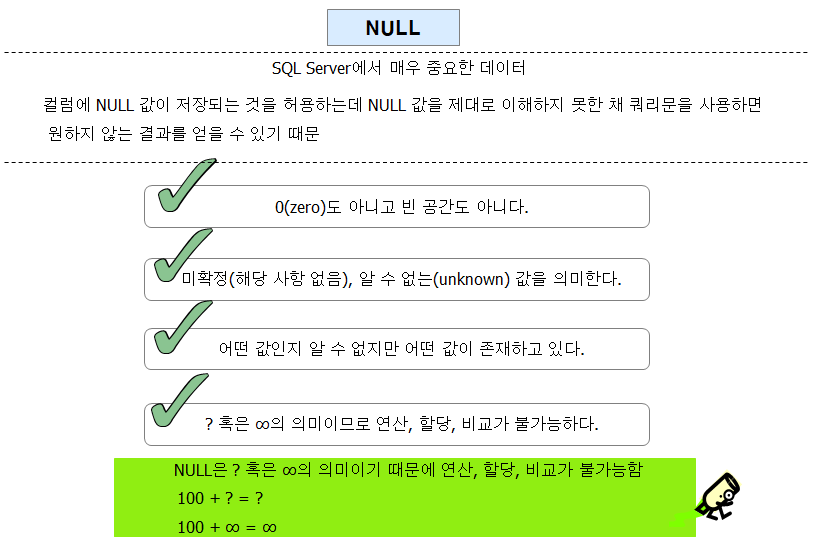 NULL
SQL Server에서 매우 중요한 데이터
컬럼에 NULL 값이 저장되는 것을 허용하는데 NULL 값을 제대로 이해하지 못한 채 쿼리문을 사용하면
원하지 않는 결과를 얻을 수 있기 때문
0(zero)도 아니고 빈 공간도 아니다.
미확정(해당 사항 없음), 알 수 없는(unknown) 값을 의미한다.
어떤 값인지 알 수 없지만 어떤 값이 존재하고 있다.
? 혹은 ∞의 의미이므로 연산, 할당, 비교가 불가능하다.
NULL은 ? 혹은 ∞의 의미이기 때문에 연산, 할당, 비교가 불가능함
100 + ? = ?
100 + ∞ = ∞